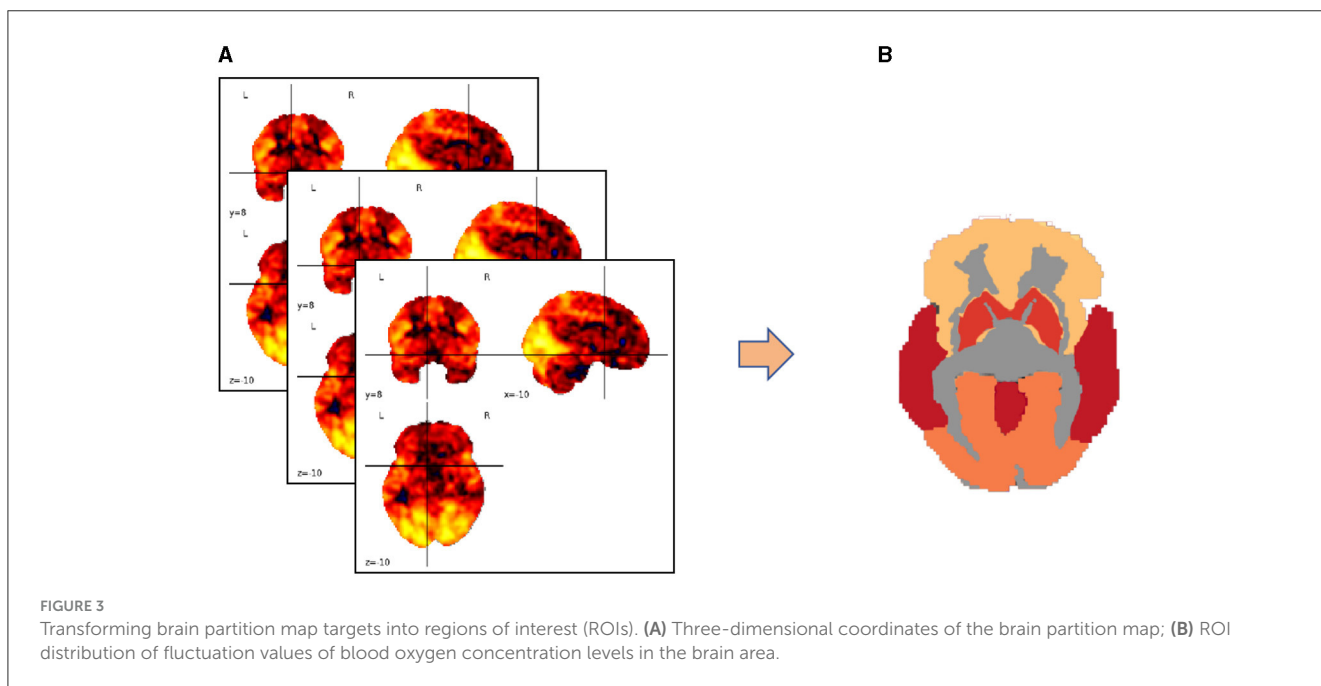 A
B
L R
y=8
L
z=-10
L R
y=8
L
z=-10
L R
y=8 x=-10
L R
z=-10
FIGURE 3
Transforming brain partition map targets into regions of interest (ROIs). (A) Three-dimensional coordinates of the brain partition map; (B) ROI
distribution of fluctuation values of blood oxygen concentration levels in the brain area.